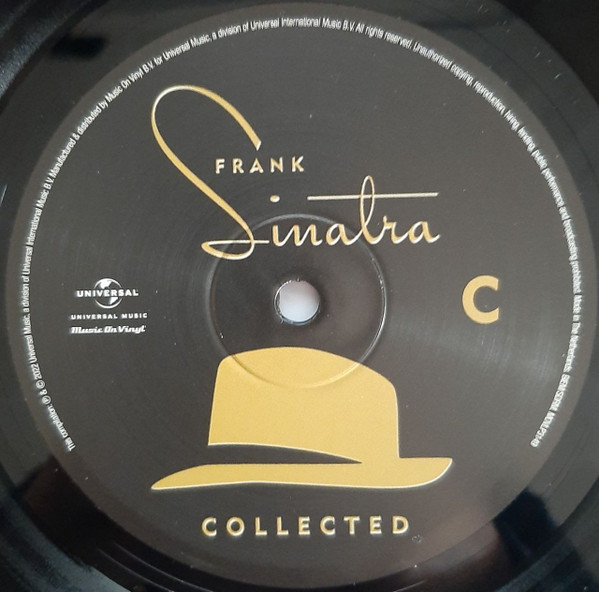 The compilation ℗ & © 2022 Universal Music, a division of Universal International Music B.V. Manufactured & distributed by Music On Vinyl B.V. for Universal Music, a division of Universal International Music B.V. All rights reserved. Unauthorized copying, reproduction, hiring, lending, public performance and broadcasting prohibited. Made in The Netherlands.
FRANK
Sinatra
C
UNIVERSAL
UNIVERSAL MUSIC
Music On Vinyl
COLLECTED